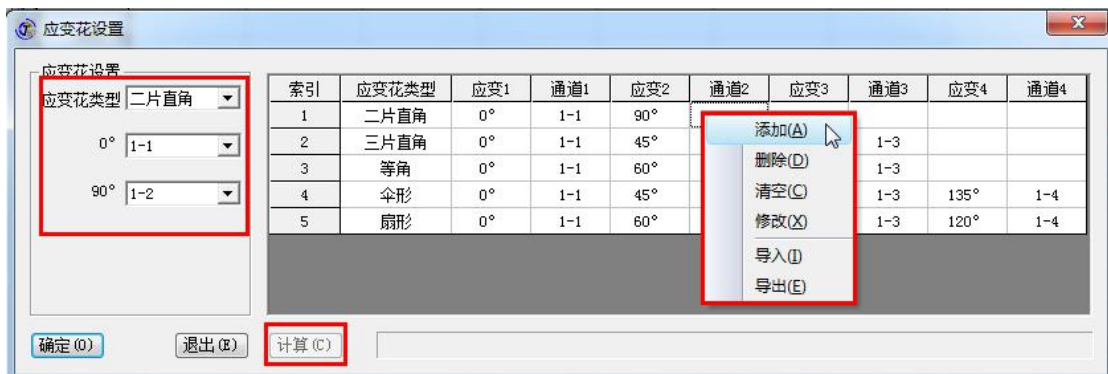 应变花设置
应变花设置
应变花类型 二片直角
0° 1-1
90° 1-2
索引 应变花类型 应变1 通道1 应变2 通道2 应变3 通道3 应变4 通道4
1 二片直角 0° 1-1 90°
2 三片直角 0° 1-1 45° 1-3
3 等角 0° 1-1 60° 1-3
4 伞形 0° 1-1 45° 1-3 135° 1-4
5 扇形 0° 1-1 60° 1-3 120° 1-4
添加(A)
删除(D)
清空(C)
修改(X)
导入(I)
导出(E)
确定(O) 退出(E) 计算(C)